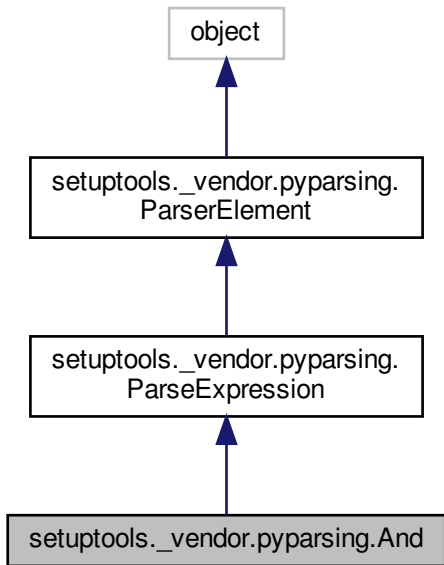 object
setuptools._vendor.pyparsing.
ParserElement
setuptools._vendor.pyparsing.
ParseExpression
setuptools._vendor.pyparsing.And